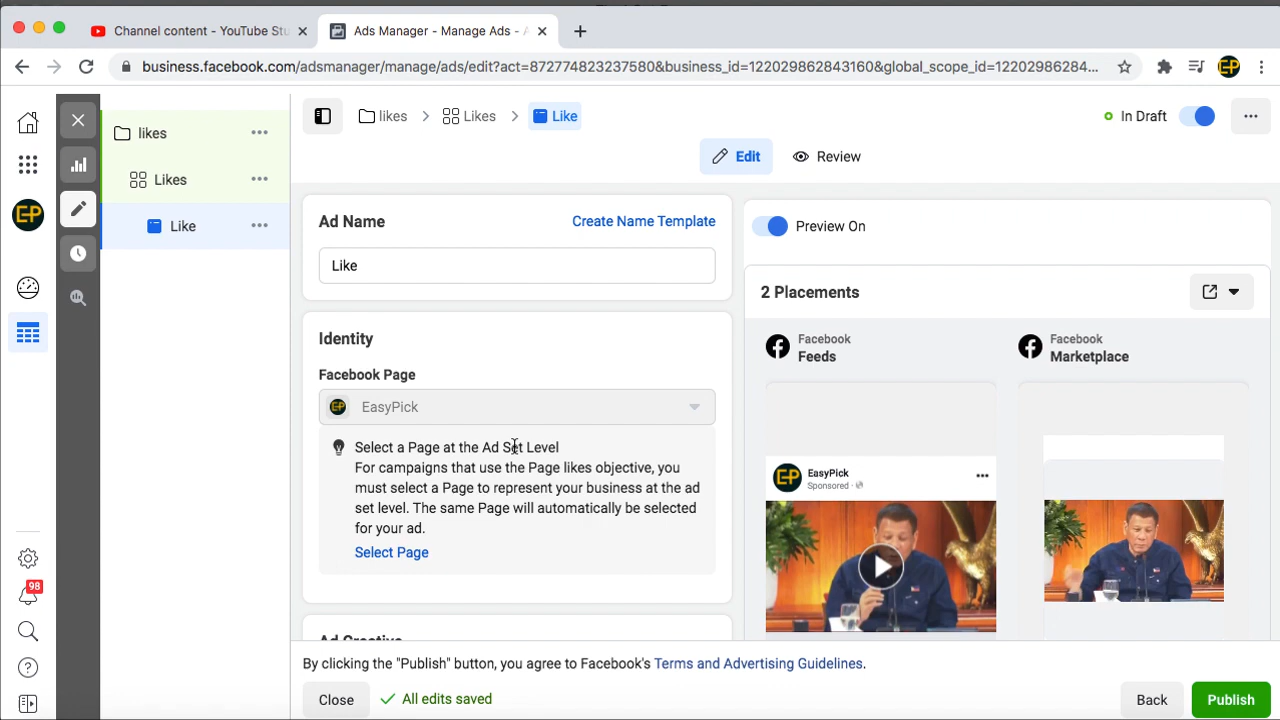 Channel content - YouTube Stu
Ads Manager - Manage Ads - A
business.facebook.com/adsmanager/manage/ads/edit?act=872774823237580&business_id=122029862843160&global_scope_id=12202986284...
EP
likes
Likes
Like
likes > Likes > Like
In Draft
Edit
Review
EP
98
Ad Name
Create Name Template
Like
Identity
Facebook Page
EP EasyPick
Select a Page at the Ad Set Level
For campaigns that use the Page likes objective, you
must select a Page to represent your business at the ad
set level. The same Page will automatically be selected
for your ad.
Select Page
Ad Creative
Preview On
2 Placements
Facebook
Feeds
Facebook
Marketplace
EP
EasyPick
Sponsored ·
By clicking the "Publish" button, you agree to Facebook's Terms and Advertising Guidelines.
Close
All edits saved
Back
Publish